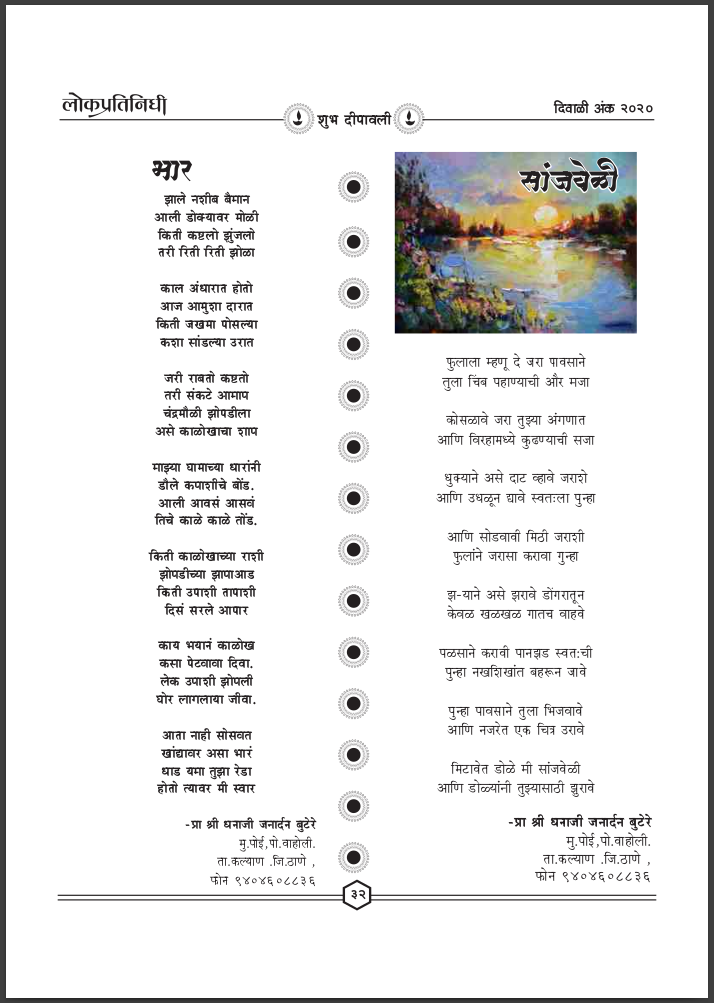 लोकप्रतिनिधी
शुभ दीपावली
दिवाळी अंक २०२०
भार
झाले नशीब बैमान
आली डोक्यावर मोळी
किती कष्टलो झुंजलो
तरी रिती रिती झोळी
काल अंधारात होतो
आज आमुशा दारात
किती जखमा पोसल्या
कशा सांडल्या उरात
जरी राबतो कष्टतो
तरी संकटे आमाप
चंद्रमौळी झोपडीला
असे काळोखाचा शाप
माझ्या घामाच्या धारांनी
डौले कपाशीचे बोंड.
आली आवसं आसवं
तिचे काळे काळे तोंड.
किती काळोखाच्या राशी
झोपडीच्या झापाआड
किती उपाशी तापाशी
दिसं सरले आपार
काय भयानं काळोख
कसा पेटवावा दिवा.
लेक उपाशी झोपली
घोर लागलाया जीवा.
आता नाही सोसवत
खांद्यावर असा भारं
धाड यमा तुझा रेडा
होतो त्यावर मी स्वार
-प्रा श्री धनाजी जनार्दन बुटेरे
मु.पोई,पो.वाहोली.
ता.कल्याण .जि.ठाणे ,
फोन ९४०४६०८८३६
सांजवेळी
फुलाला म्हणू दे जरा पावसाने
तुला चिंब पहाण्याची और मजा
कोसळावे जरा तुझ्या अंगणात
आणि विरहामध्ये कुढण्याची सजा
धुक्याने असे दाट व्हावे जराशे
आणि उधळून द्यावे स्वतःला पुन्हा
आणि सोडवावी मिठी जराशी
फुलांने जरासा करावा गुन्हा
झ-याने असे झरावे डोंगरातून
केवळ खळखळ गातच वाहवे
पळसाने करावी पानझड स्वतःची
पुन्हा नखशिखांत बहरून जावे
पुन्हा पावसाने तुला भिजवावे
आणि नजरेत एक चित्र उरावे
मिटावेत डोळे मी सांजवेळी
आणि डोळ्यांनी तुझ्यासाठी झुरावे
-प्रा श्री धनाजी जनार्दन बुटेरे
मु.पोई,पो.वाहोली.
ता.कल्याण .जि.ठाणे ,
फोन ९४०४६०८८३६
३२